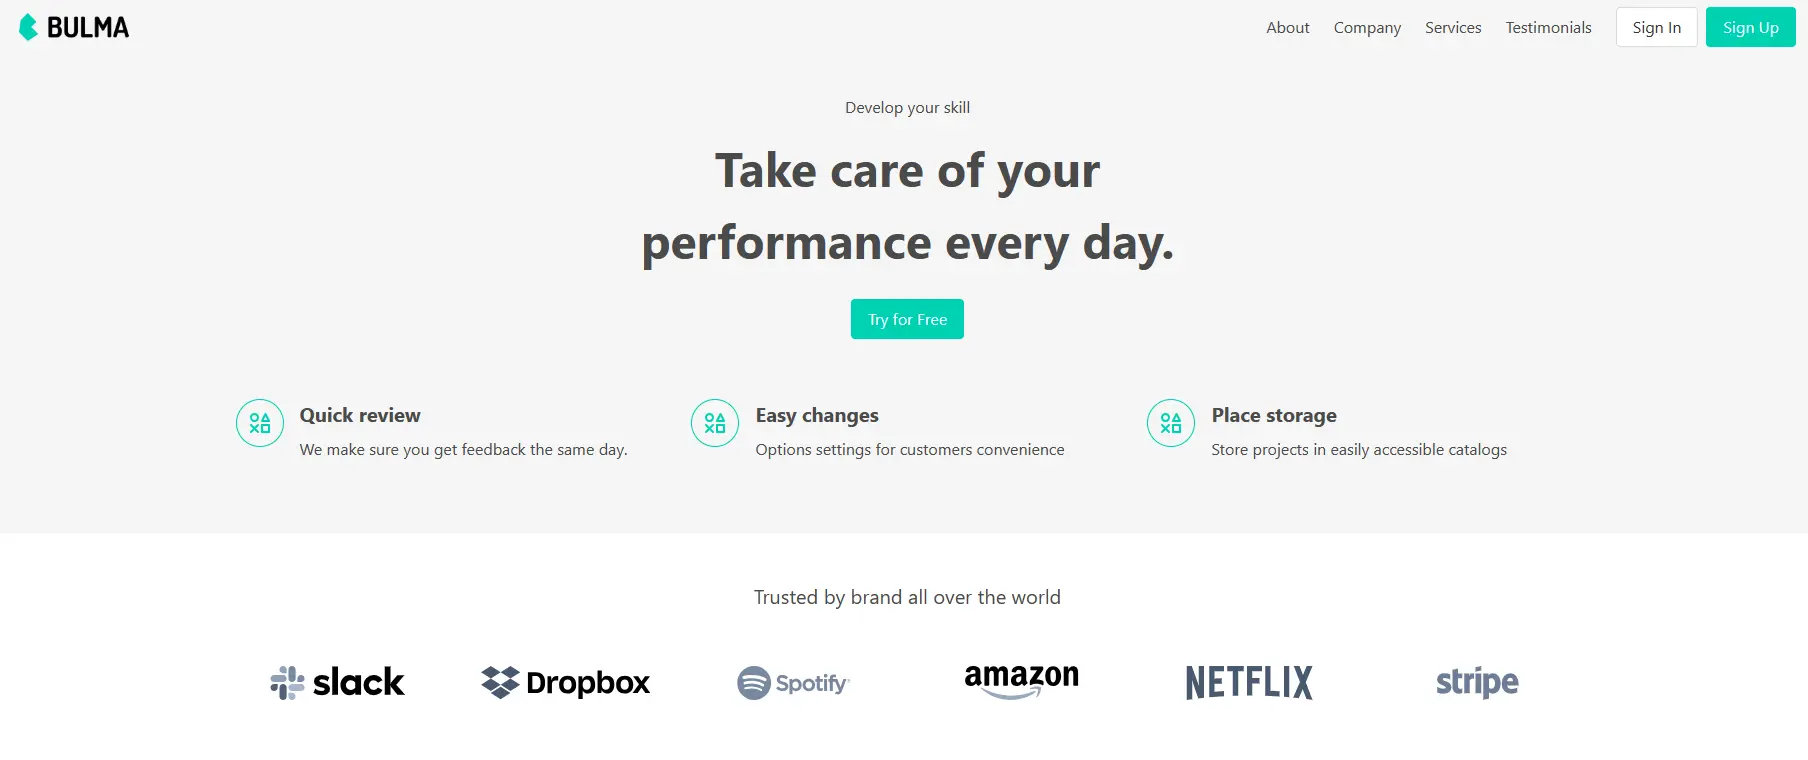 BULMA
About Company Services Testimonials Sign In Sign Up
Develop your skill
Take care of your
performance every day.
Try for Free
Quick review
We make sure you get feedback the same day.
Easy changes
Options settings for customers convenience
Place storage
Store projects in easily accessible catalogs
Trusted by brand all over the world
slack Dropbox Spotify amazon NETFLIX stripe